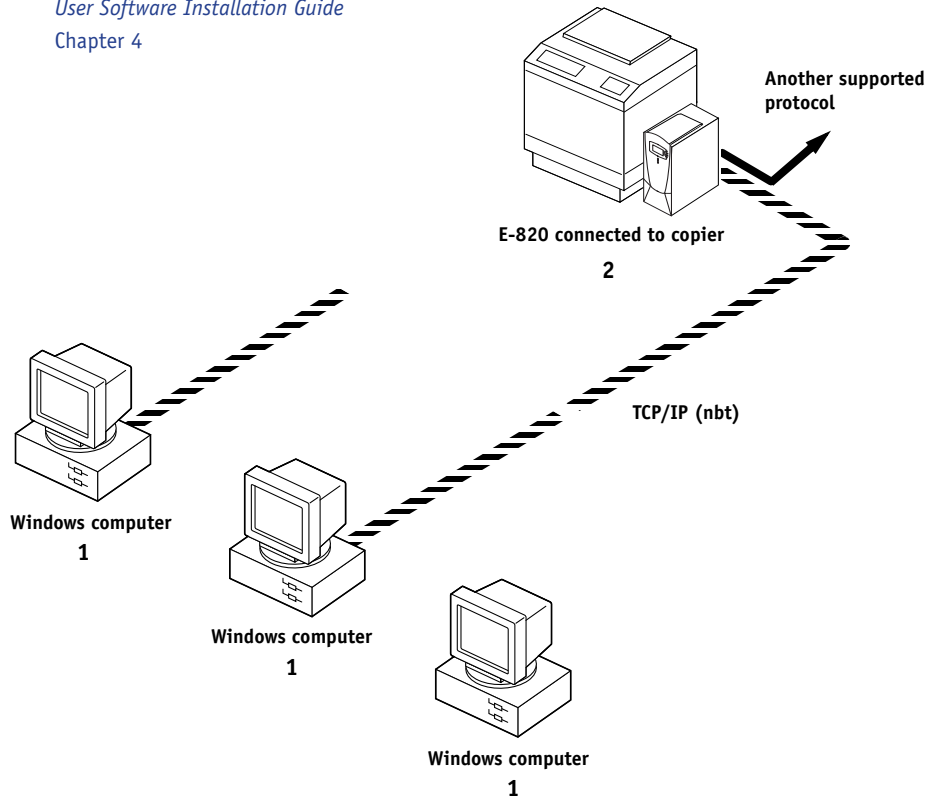 User Software Installation Guide
Chapter 4
Another supported
protocol
E-820 connected to copier
2
TCP/IP (nbt)
Windows computer
1
Windows computer
1
Windows computer
1